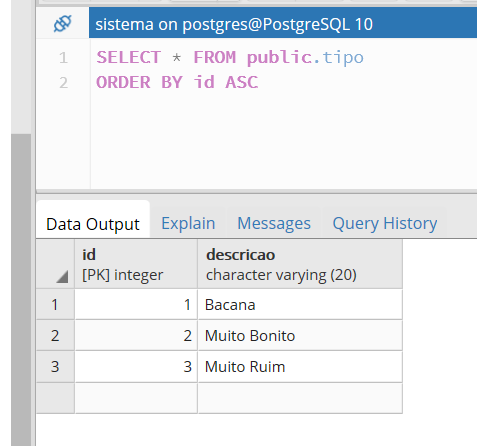 sistema on postgres@PostgreSQL 10
1 SELECT * FROM public.tipo
2 ORDER BY id ASC
Data Output Explain Messages Query History
id descricao
[PK] integer character varying (20)
1 1 Bacana
2 2 Muito Bonito
3 3 Muito Ruim